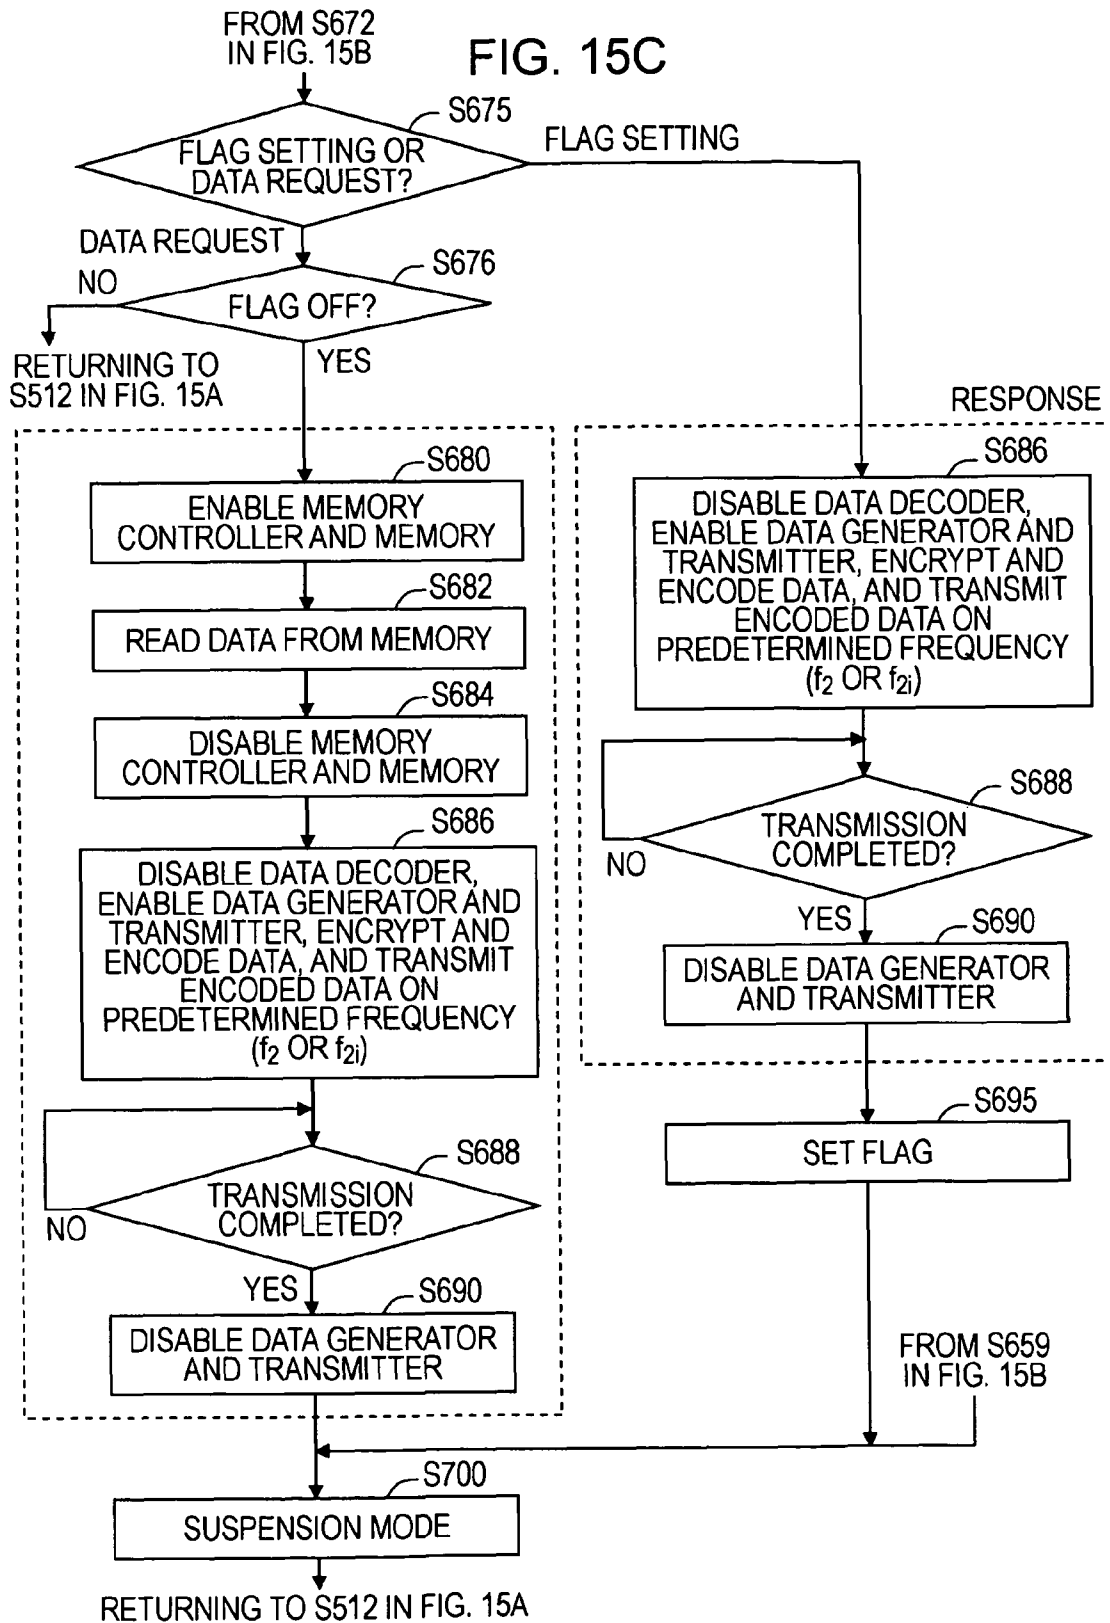 FROM S672
IN FIG. 15B
FIG. 15C
S675
FLAG SETTING OR
DATA REQUEST?
FLAG SETTING
DATA REQUEST
S676
NO
FLAG OFF?
RETURNING TO
S512 IN FIG. 15A
YES
RESPONSE
S680
ENABLE MEMORY
CONTROLLER AND MEMORY
S682
READ DATA FROM MEMORY
S684
DISABLE MEMORY
CONTROLLER AND MEMORY
S686
DISABLE DATA DECODER,
ENABLE DATA GENERATOR AND
TRANSMITTER, ENCRYPT AND
ENCODE DATA, AND TRANSMIT
ENCODED DATA ON
PREDETERMINED FREQUENCY
(f2 OR f2i)
S688
TRANSMISSION
COMPLETED?
NO
YES
S690
DISABLE DATA GENERATOR
AND TRANSMITTER
S686
DISABLE DATA DECODER,
ENABLE DATA GENERATOR AND
TRANSMITTER, ENCRYPT AND
ENCODE DATA, AND TRANSMIT
ENCODED DATA ON
PREDETERMINED FREQUENCY
(f2 OR f2i)
S688
TRANSMISSION
COMPLETED?
NO
YES
S690
DISABLE DATA GENERATOR
AND TRANSMITTER
S695
SET FLAG
FROM S659
IN FIG. 15B
S700
SUSPENSION MODE
RETURNING TO S512 IN FIG. 15A